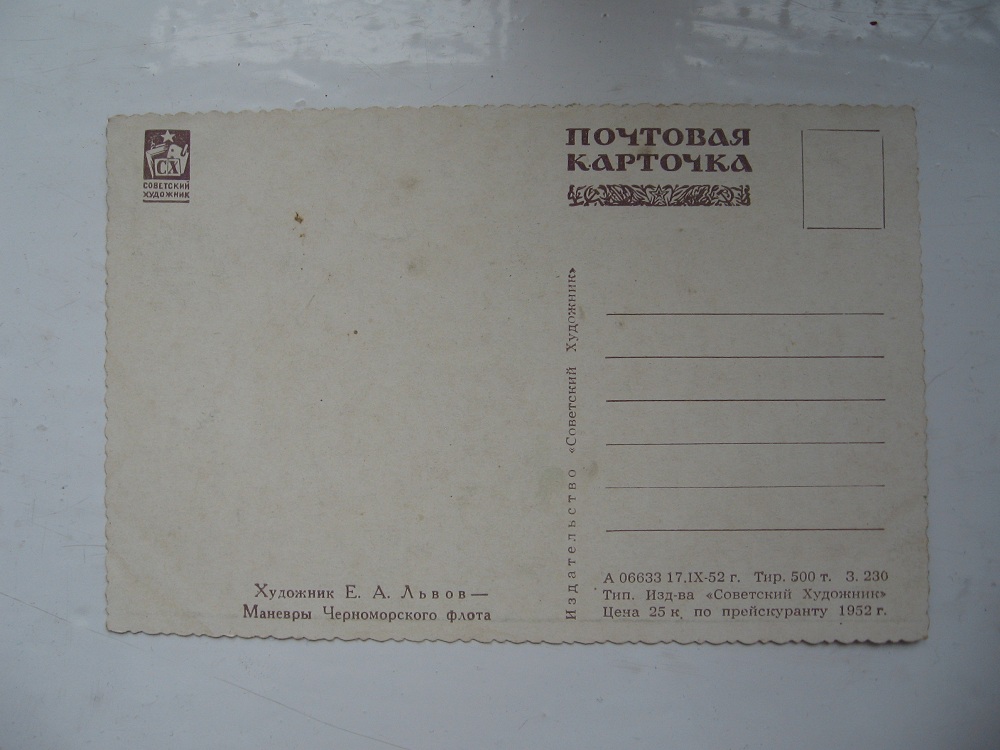 СХ
СОВЕТСКИЙ
ХУДОЖНИК
ПОЧТОВАЯ
КАРТОЧКА
Художник Е. А. Львов —
Маневры Черноморского флота
Издательство «Советский Художник»
А 06633 17.IX-52 г. Тир. 500 т. З. 230
Тип. Изд-ва «Советский Художник»
Цена 25 к. по прейскуранту 1952 г.